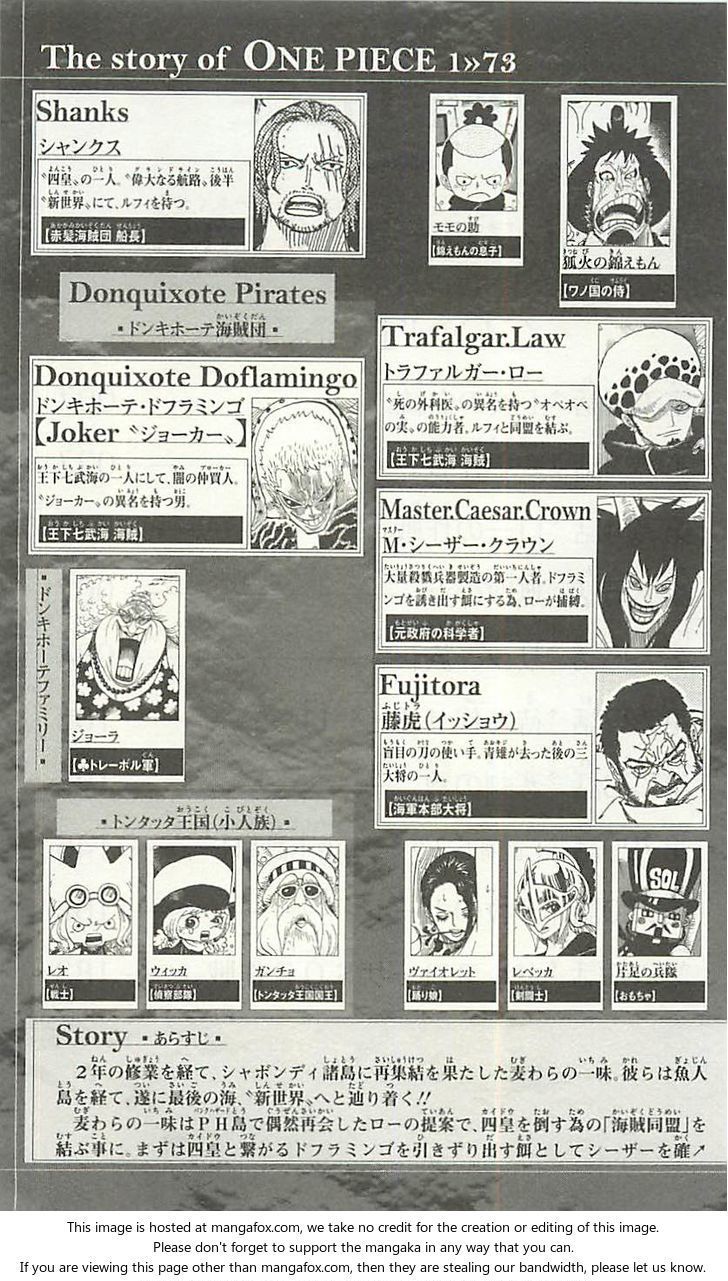 The story of ONE PIECE 1»73
Shanks
シャンクス
〝四皇〟の一人。〝偉大なる航路〟後半
〝新世界〟にて、ルフィを待つ。
【赤髪海賊団 船長】
モモの助
【錦えもんの息子】
狐火の錦えもん
【ワノ国の侍】
Donquixote Pirates
▪ドンキホーテ海賊団▪
Donquixote Doflamingo
ドンキホーテ・ドフラミンゴ
【Joker〝ジョーカー〟】
王下七武海の一人にして、闇の仲買人。
〝ジョーカー〟の異名を持つ男。
【王下七武海 海賊】
Trafalgar.Law
トラファルガー・ロー
〝死の外科医〟の異名を持つ〝オペオペ
の実〟の能力者。ルフィと同盟を結ぶ。
【王下七武海 海賊】
Master.Caesar.Crown
M・シーザー・クラウン
大量殺戮兵器製造の第一人者。ドフラミ
ンゴを誘き出す餌にする為、ローが捕縛。
【元政府の科学者】
▪ドンキホーテファミリー▪
ジョーラ
【♣トレーボル軍】
Fujitora
藤虎(イッショウ)
盲目の刀の使い手。青雉が去った後の三
大将の一人。
【海軍本部大将】
▪トンタッタ王国(小人族)▪
レオ
【戦士】
ウィッカ
【偵察部隊】
ガンチョ
【トンタッタ王国国王】
ヴァイオレット
【踊り娘】
レベッカ
【剣闘士】
SOL
片足の兵隊
【おもちゃ】
Story ▪あらすじ▪
２年の修業を経て、シャボンディ諸島に再集結を果たした麦わらの一味。彼らは魚人
島を経て、遂に最後の海、〝新世界〟へと辿り着く!!
麦わらの一味はPH島で偶然再会したローの提案で、四皇を倒す為の「海賊同盟」を
結ぶ事に。まずは四皇と繋がるドフラミンゴを引きずり出す餌としてシーザーを確↗
This image is hosted at mangafox.com, we take no credit for the creation or editing of this image.
Please don't forget to support the mangaka in any way that you can.
If you are viewing this page other than mangafox.com, then they are stealing our bandwidth, please let us know.